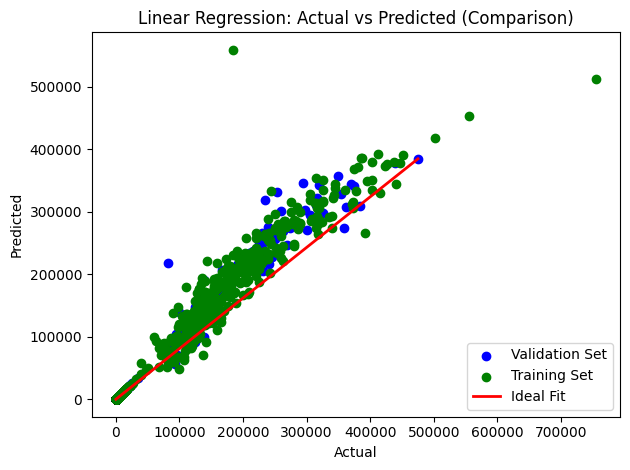 Linear Regression: Actual vs Predicted (Comparison)
Predicted
500000
400000
300000
200000
100000
0
0 100000 200000 300000 400000 500000 600000 700000
Actual
Validation Set
Training Set
Ideal Fit